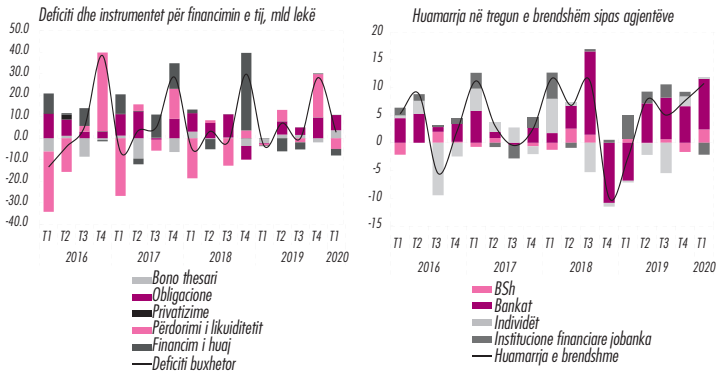 Deficiti dhe instrumentet për financimin e tij, mld lekë
50.0
40.0
30.0
20.0
10.0
0.0
-10.0
-20.0
-30.0
-40.0
T1 T2 T3 T4 T1 T2 T3 T4 T1 T2 T3 T4 T1 T2 T3 T4 T1
2016 2017 2018 2019 2020
Bono thesari
Obligacione
Privatizime
Përdorimi i likuiditetit
Financim i huaj
Deficiti buxhetor
Huamarrja në tregun e brendshëm sipas agjentëve
20
15
10
5
0
-5
-10
-15
T1 T2 T3 T4 T1 T2 T3 T4 T1 T2 T3 T4 T1 T2 T3 T4 T1
2016 2017 2018 2019 2020
BSh
Bankat
Individët
Institucione financiare jobanka
Huamarrja e brendshme